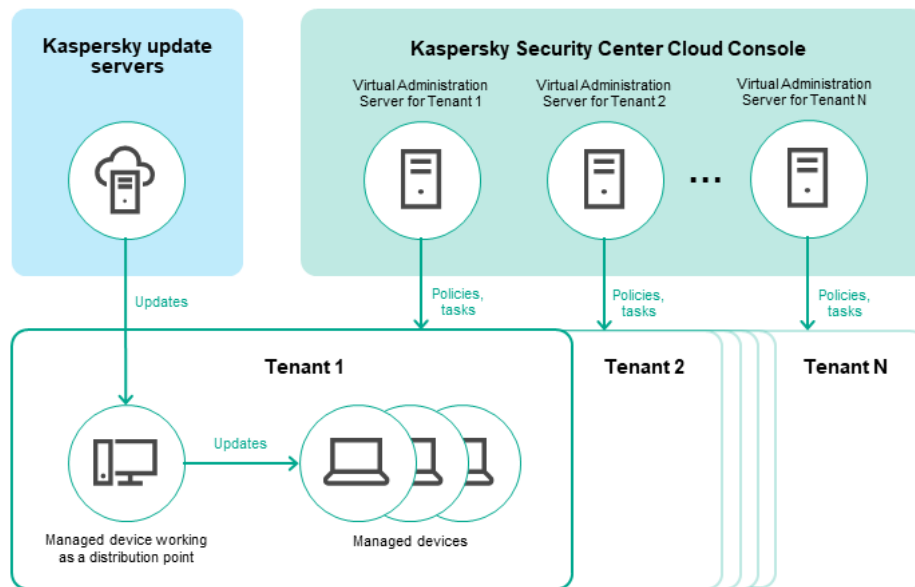 Kaspersky update
servers
Kaspersky Security Center Cloud Console
Virtual Administration
Server for Tenant 1
Virtual Administration
Server for Tenant 2
Virtual Administration
Server for Tenant N
...
Updates
Policies,
tasks
Policies,
tasks
Policies,
tasks
Tenant 1
Tenant 2
Tenant N
Updates
Managed device working
as a distribution point
Managed devices